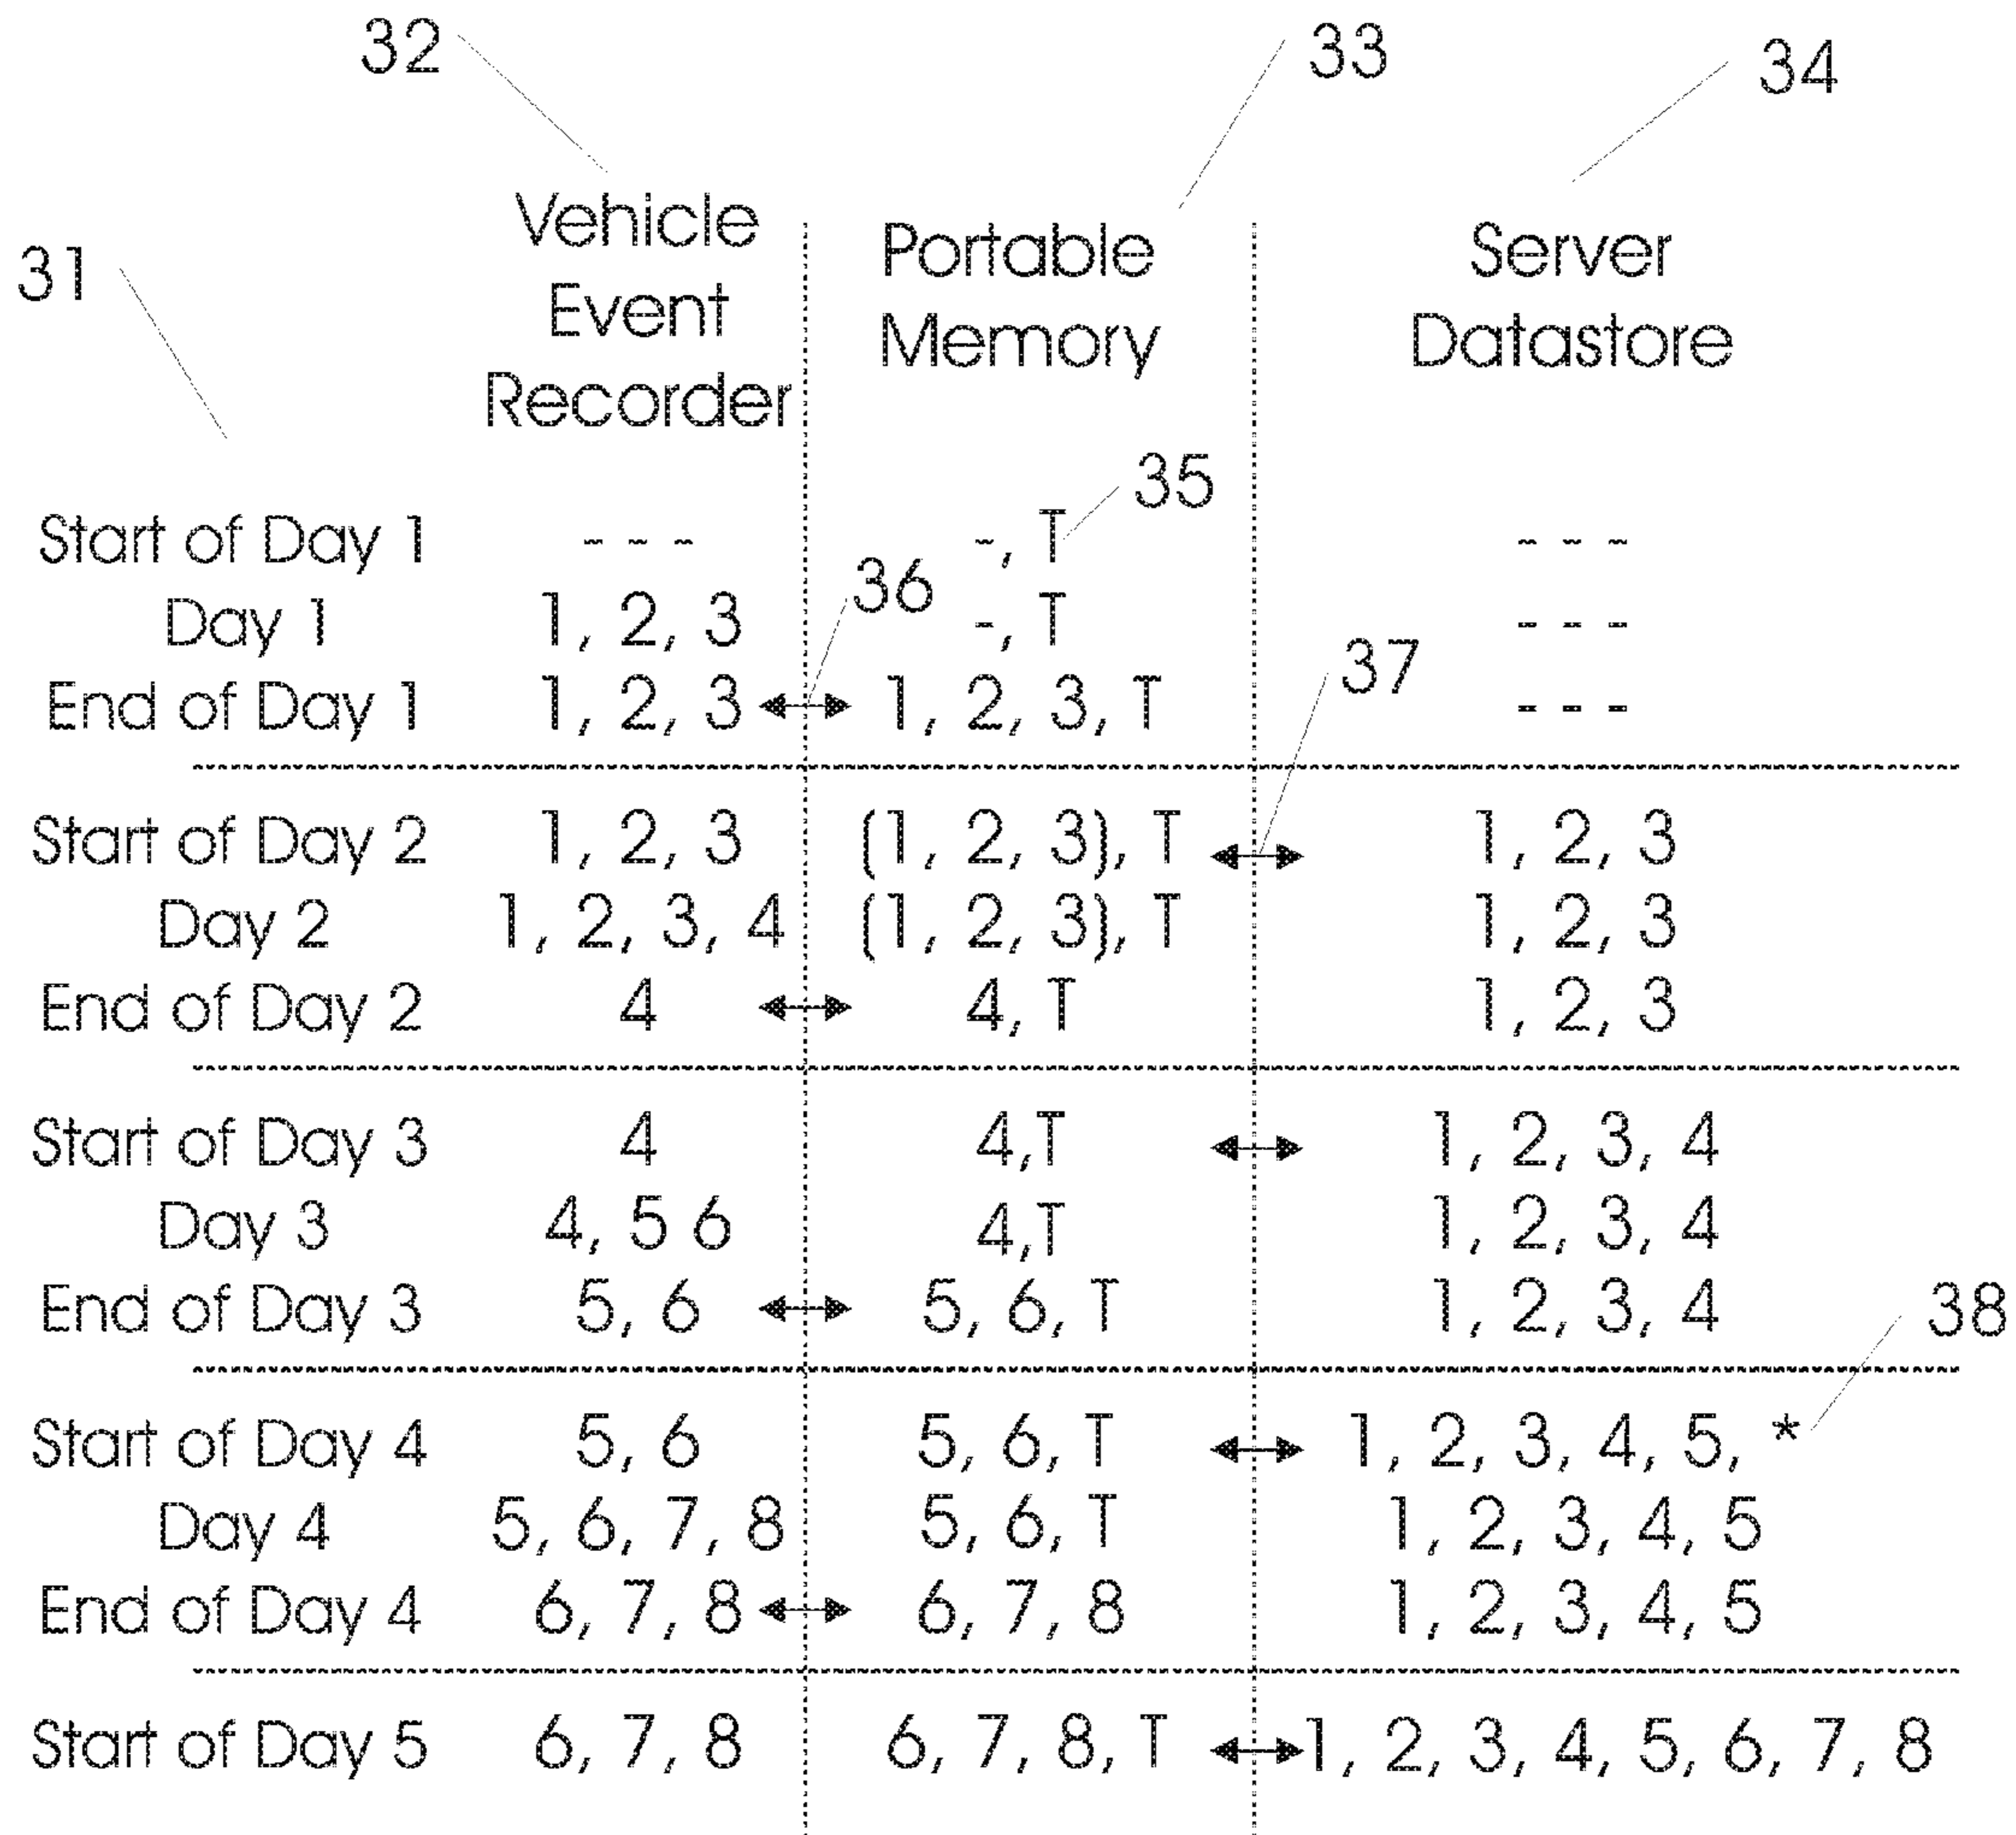 32
33
34
31
Vehicle
Event
Recorder
Portable
Memory
Server
Datastore
35
Start of Day 1 - - - -, T - - -
36
Day 1 1, 2, 3 -, T - - -
37
End of Day 1 1, 2, 3 1, 2, 3, T - - -
Start of Day 2 1, 2, 3 (1, 2, 3), T 1, 2, 3
Day 2 1, 2, 3, 4 (1, 2, 3), T 1, 2, 3
End of Day 2 4 4, T 1, 2, 3
Start of Day 3 4 4,T 1, 2, 3, 4
Day 3 4, 5 6 4,T 1, 2, 3, 4
End of Day 3 5, 6 5, 6, T 1, 2, 3, 4
38
Start of Day 4 5, 6 5, 6, T 1, 2, 3, 4, 5, *
Day 4 5, 6, 7, 8 5, 6, T 1, 2, 3, 4, 5
End of Day 4 6, 7, 8 6, 7, 8 1, 2, 3, 4, 5
Start of Day 5 6, 7, 8 6, 7, 8, T 1, 2, 3, 4, 5, 6, 7, 8